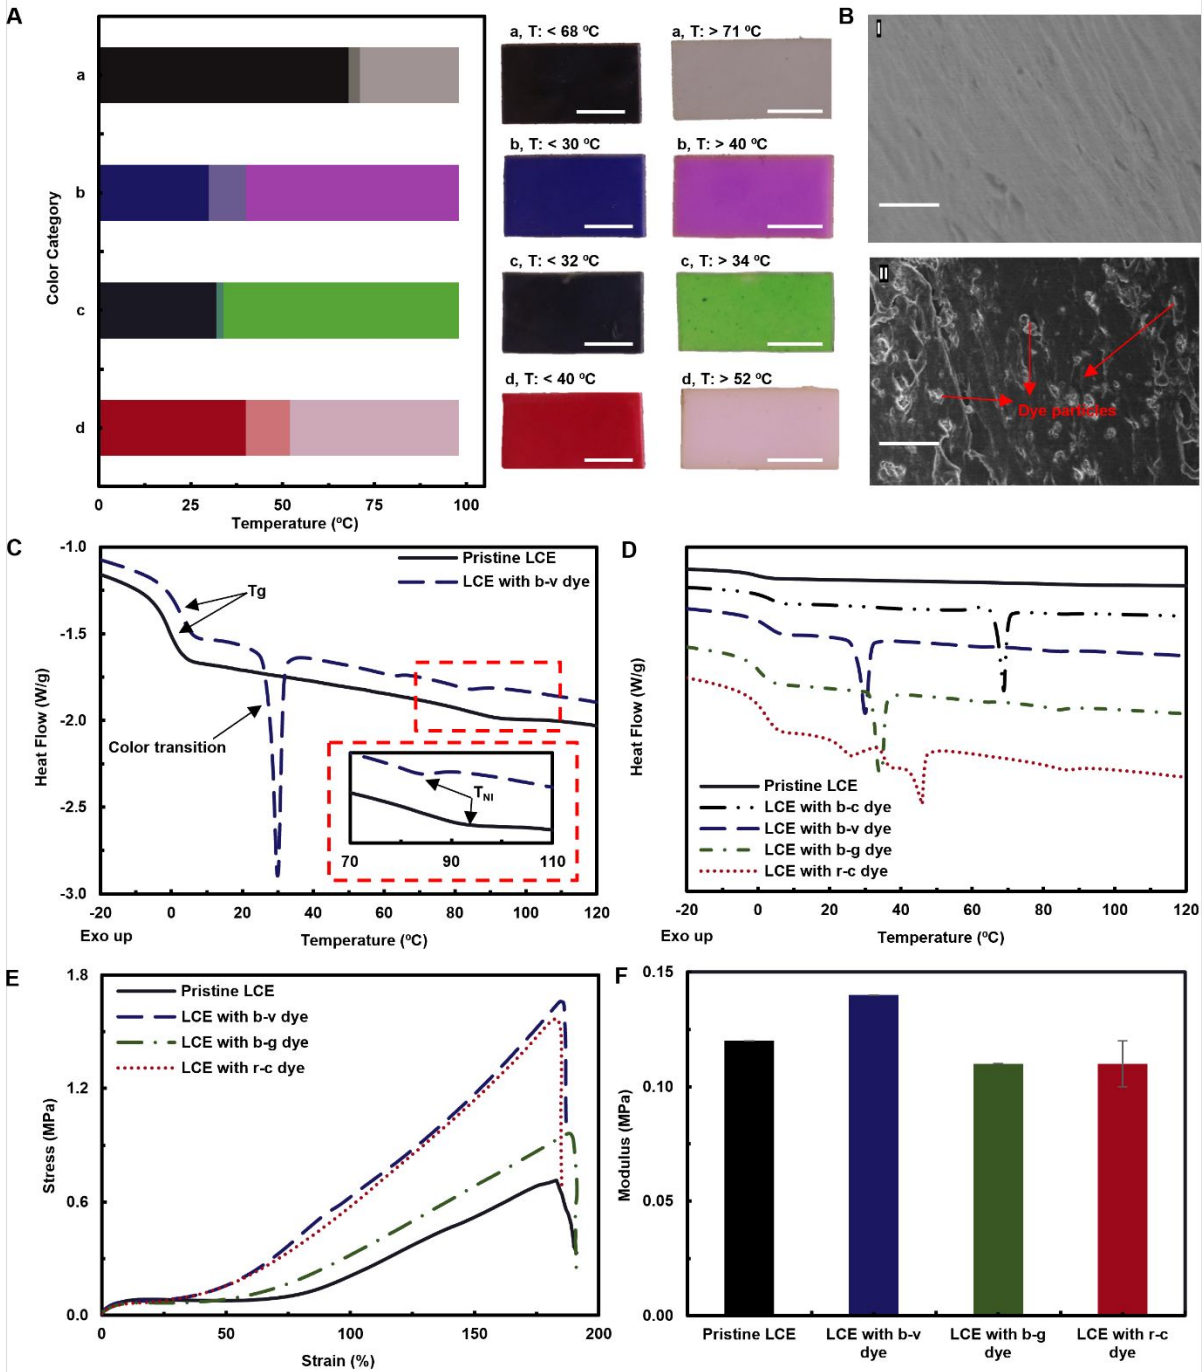 A
a
b
c
d
Color Category
0 25 50 75 100
Temperature (ºC)
a, T: < 68 ºC
a, T: > 71 ºC
b, T: < 30 ºC
b, T: > 40 ºC
c, T: < 32 ºC
c, T: > 34 ºC
d, T: < 40 ºC
d, T: > 52 ºC
B
I
II
Dye particles
C
-1.0
-1.5
-2.0
-2.5
-3.0
Heat Flow (W/g)
Pristine LCE
LCE with b-v dye
Tg
Color transition
TNI
70 90 110
-20 0 20 40 60 80 100 120
Exo up
Temperature (ºC)
D
Heat Flow (W/g)
Pristine LCE
LCE with b-c dye
LCE with b-v dye
LCE with b-g dye
LCE with r-c dye
-20 0 20 40 60 80 100 120
Exo up
Temperature (ºC)
E
1.8
1.2
0.6
0.0
Stress (MPa)
Pristine LCE
LCE with b-v dye
LCE with b-g dye
LCE with r-c dye
0 50 100 150 200
Strain (%)
F
0.15
0.10
0.05
0.00
Modulus (MPa)
Pristine LCE
LCE with b-v
dye
LCE with b-g
dye
LCE with r-c
dye